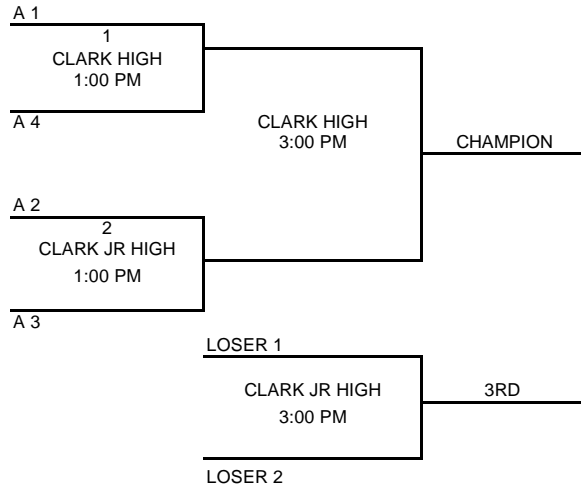 A 1
1
CLARK HIGH
1:00 PM
A 4
CLARK HIGH
3:00 PM
CHAMPION
A 2
2
CLARK JR HIGH
1:00 PM
A 3
LOSER 1
CLARK JR HIGH
3:00 PM
3RD
LOSER 2